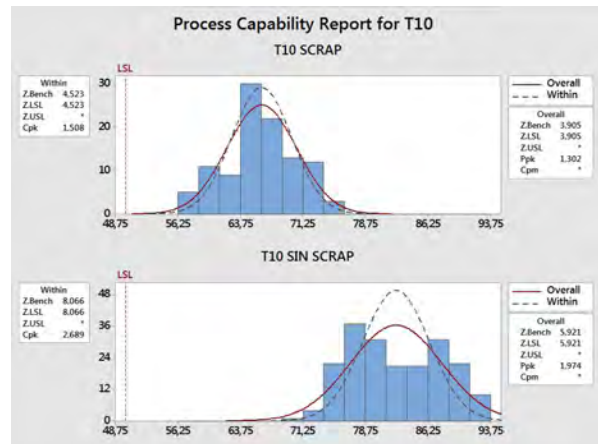 Process Capability Report for T10
T10 SCRAP
LSL
Within
Z.Bench 4.523
Z.LSL 4.523
Z.USL *
Cpk 1.508
30
20
10
0
48,75 56,25 63,75 71,25 78,75 86,25 93,75
Overall
Within
Overall
Z.Bench 3.905
Z.LSL 3.905
Z.USL *
Ppk 1.302
Cpm *
T10 SIN SCRAP
LSL
Within
Z.Bench 8.066
Z.LSL 8.066
Z.USL *
Cpk 2.689
48
36
24
12
0
48,75 56,25 63,75 71,25 78,75 86,25 93,75
Overall
Within
Overall
Z.Bench 5.921
Z.LSL 5.921
Z.USL *
Ppk 1.974
Cpm *